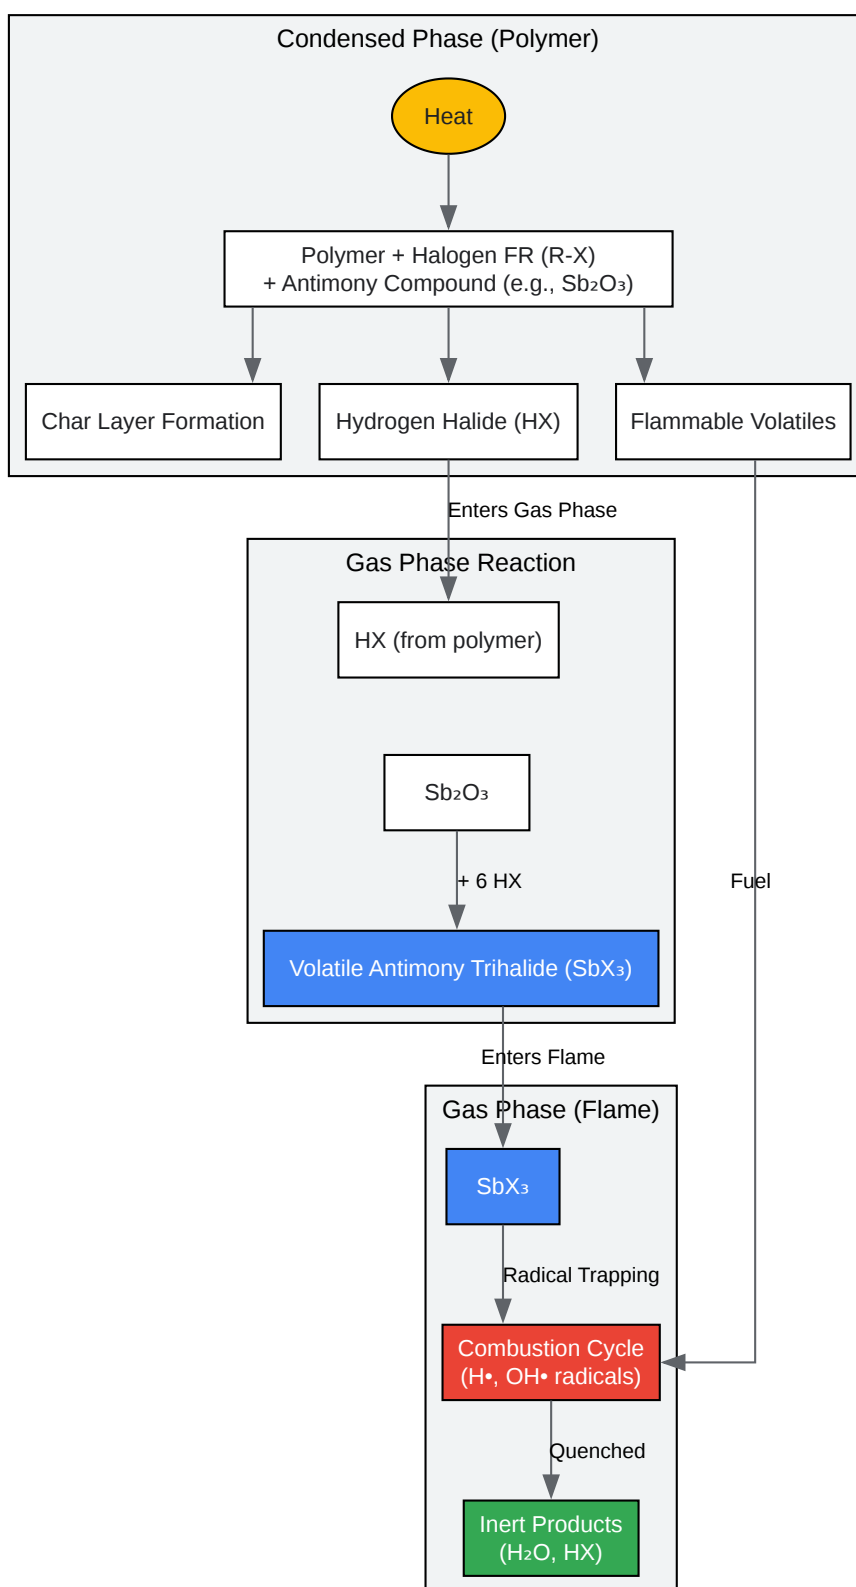 Condensed Phase (Polymer)
Heat
Polymer + Halogen FR (R-X)
+ Antimony Compound (e.g., Sb₂O₃)
Char Layer Formation
Hydrogen Halide (HX)
Flammable Volatiles
Enters Gas Phase
Gas Phase Reaction
HX (from polymer)
Sb₂O₃
+ 6 HX
Fuel
Volatile Antimony Trihalide (SbX₃)
Enters Flame
Gas Phase (Flame)
SbX₃
Radical Trapping
Combustion Cycle
(H•, OH• radicals)
Quenched
Inert Products
(H₂O, HX)